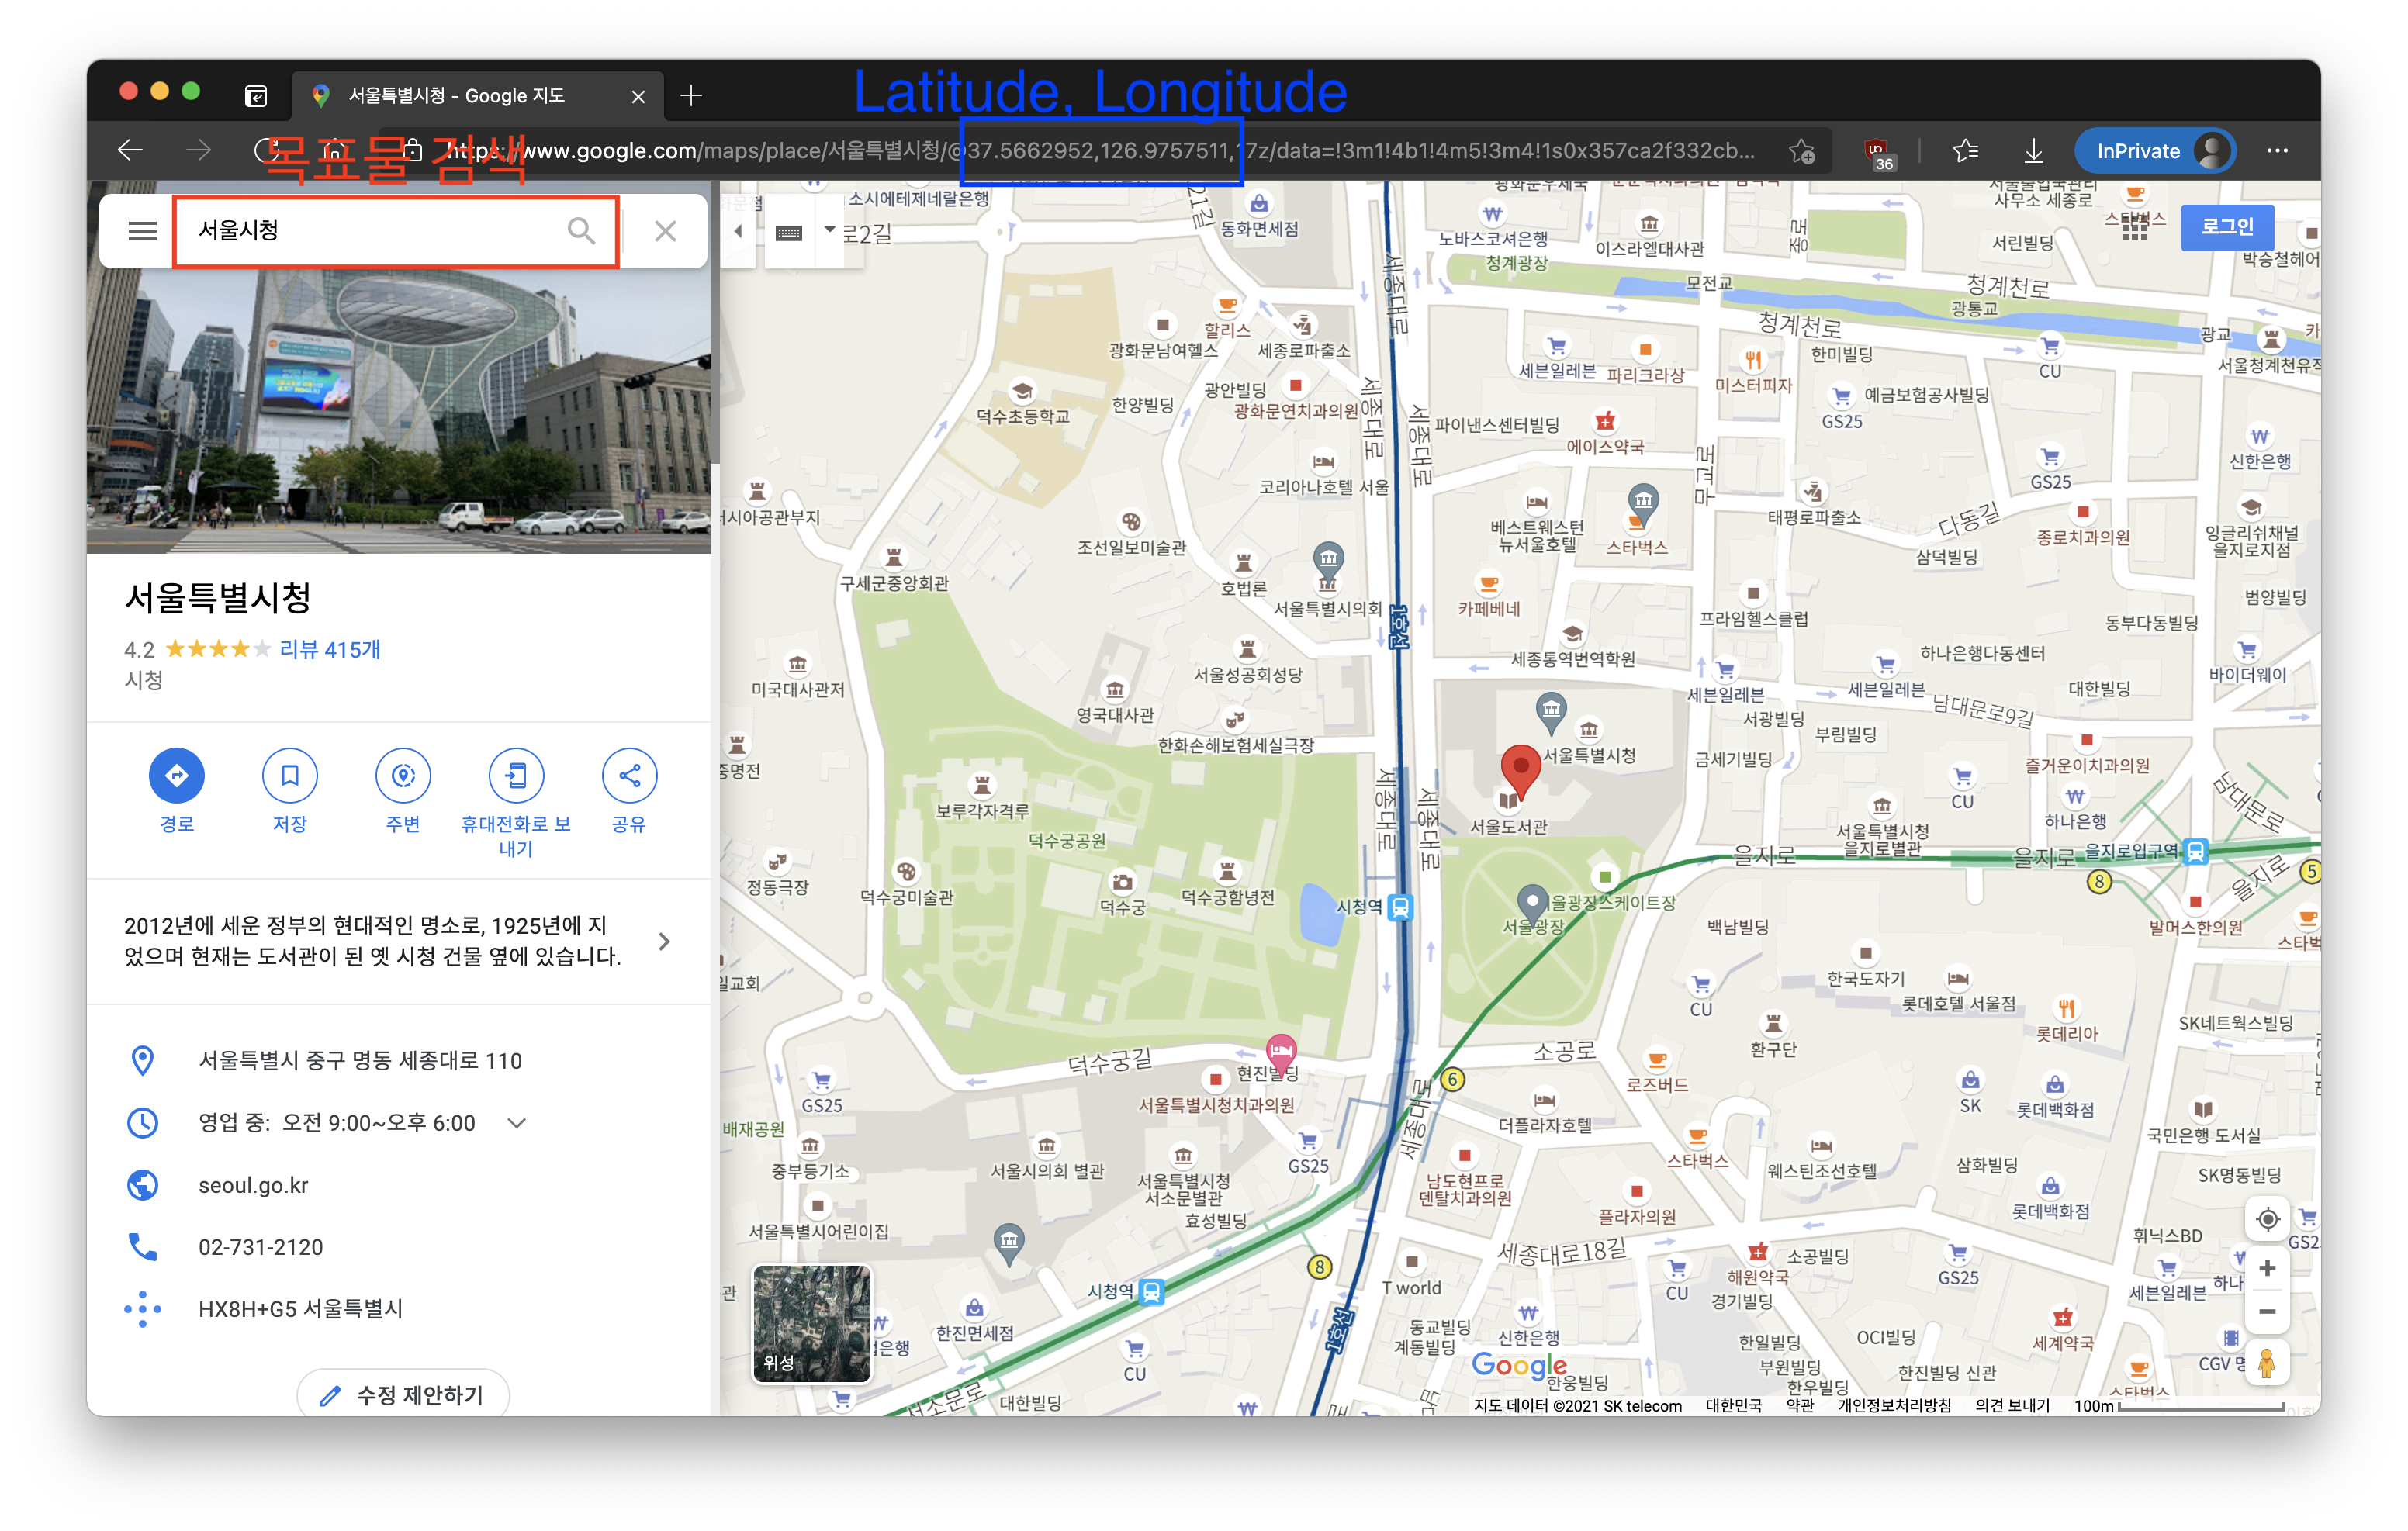 Latitude, Longitude
서울특별시청 - Google 지도
목표물 검색
https://www.google.com/maps/place/서울특별시청/@37.5662952,126.9757511,17z/data=!3m1!4b1!4m5!3m4!1s0x357ca2f332cb...
36
InPrivate
서울시청
로그인
서울특별시청
4.2
리뷰 415개
시청
경로
저장
주변
휴대전화로 보
내기
공유
2012년에 세운 정부의 현대적인 명소로, 1925년에 지
었으며 현재는 도서관이 된 옛 시청 건물 옆에 있습니다.
서울특별시 중구 명동 세종대로 110
영업 중: 오전 9:00~오후 6:00
seoul.go.kr
02-731-2120
HX8H+G5 서울특별시
수정 제안하기
소시에테제네랄은행
동화면세점
노바스코셔은행
이스라엘대사관
서린빌딩
박승철헤어
청계광장
모전교
청계천로
광통교
광교
청계천로
할리스
광화문남여헬스
세종로파출소
세븐일레븐
파리크라상
미스터피자
한미빌딩
CU
서울청계천유적
덕수초등학교
한양빌딩
광안빌딩
광화문연치과의원
세종대로
파이낸스센터빌딩
에이스약국
GS25
예금보험공사빌딩
신한은행
코리아나호텔 서울
GS25
러시아공관부지
조선일보미술관
베스트웨스턴
뉴서울호텔
스타벅스
태평로파출소
다동길
종로치과의원
잉글리쉬채널
을지로지점
삼덕빌딩
구세군중앙회관
호법론
서울특별시의회
1호선
카페베네
프라임헬스클럽
동부다동빌딩
범양빌딩
미국대사관저
서울성공회성당
세종통역번역학원
세븐일레븐
세븐일레븐
하나은행다동센터
대한빌딩
바이더웨이
영국대사관
한화손해보험세실극장
서울특별시청
서광빌딩
남대문로9길
부림빌딩
금세기빌딩
즐거운이치과의원
중명전
보루각자격루
덕수궁공원
서울도서관
CU
하나은행
남대문로
서울특별시청
을지로별관
을지로
을지로
을지로입구역
을지로
8
5
정동극장
덕수궁미술관
덕수궁
덕수궁함녕전
시청역
서울광장
백남빌딩
발머스한의원
한국도자기
롯데호텔 서울점
CU
환구단
롯데리아
SK네트웍스빌딩
덕수궁길
현진빌딩
소공로
6
로즈버드
GS25
서울특별시청치과의원
더플라자호텔
SK
롯데백화점
국민은행 도서실
배재공원
중부등기소
서울시의회 별관
서울특별시청
서소문별관
GS25
남도현프로
덴탈치과의원
스타벅스
웨스틴조선호텔
삼화빌딩
SK명동빌딩
효성빌딩
플라자의원
롯데백화점
서울특별시어린이집
세종대로18길
소공빌딩
휘닉스BD
8
T world
CU
해원약국
GS25
세븐일레븐
시청역
경기빌딩
동교빌딩
계동빌딩
신한은행
한일빌딩
OCI빌딩
세계약국
한진면세점
CU
1호선
부원빌딩
한우빌딩
한진빌딩 신관
위성
Google
한웅빌딩
서소문로
대한빌딩
스타벅스
지도 데이터 ©2021 SK telecom
대한민국
약관
개인정보처리방침
의견 보내기
100m